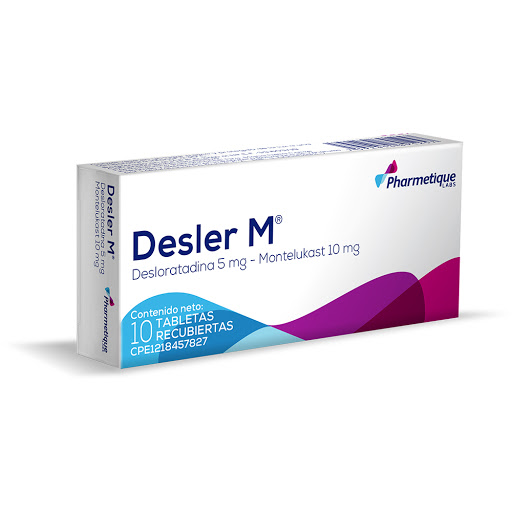 Pharmetique
LABS
Desler M®
Desloratadina 5 mg - Montelukast 10 mg
Contenido neto:
10 TABLETAS
RECUBIERTAS
CPE1218457827
Desler M®
Desloratadina 5 mg
Montelukast 10 mg
Pharmetique
LABS